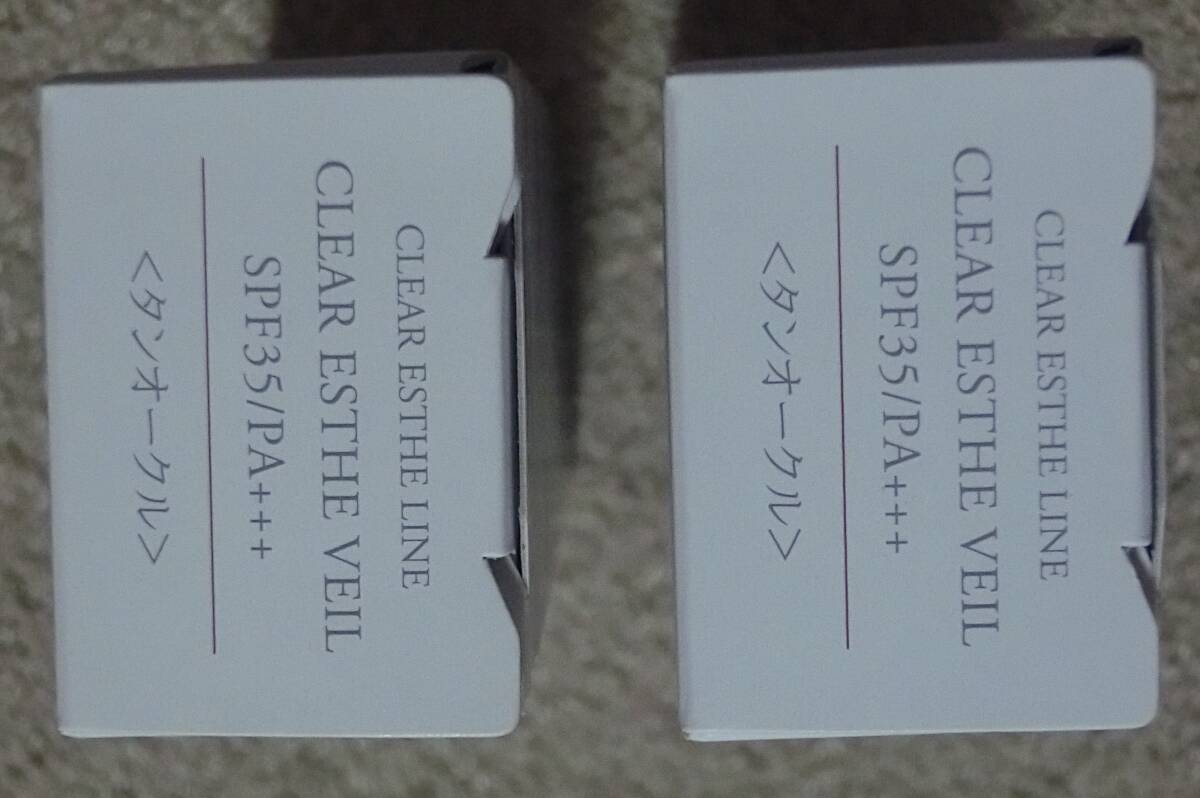 CLEAR ESTHE LINE
CLEAR ESTHE VEIL
SPF35/PA+++
<タンオークル>
CLEAR ESTHE LINE
CLEAR ESTHE VEIL
SPF35/PA+++
<タンオークル>